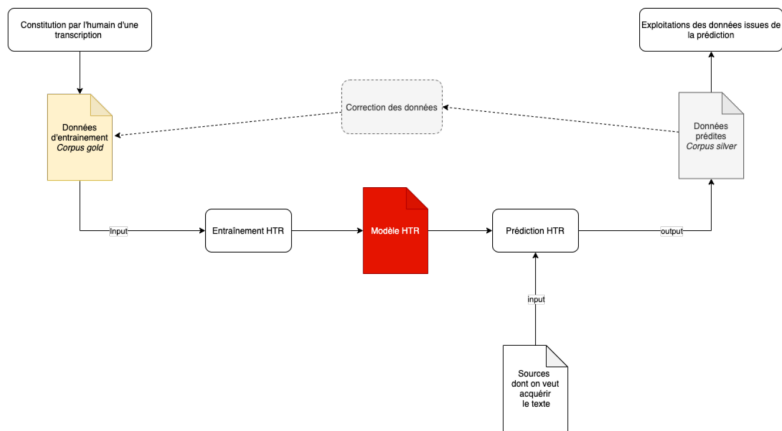 Constitution par l'humain d'une
transcription
Exploitations des données issues de
la prédiction
Correction des données
Données
d'entrainement
Corpus gold
Données
prédites
Corpus silver
Input
Entraînement HTR
Modèle HTR
Prédiction HTR
output
input
Sources
dont on veut
acquérir
le texte